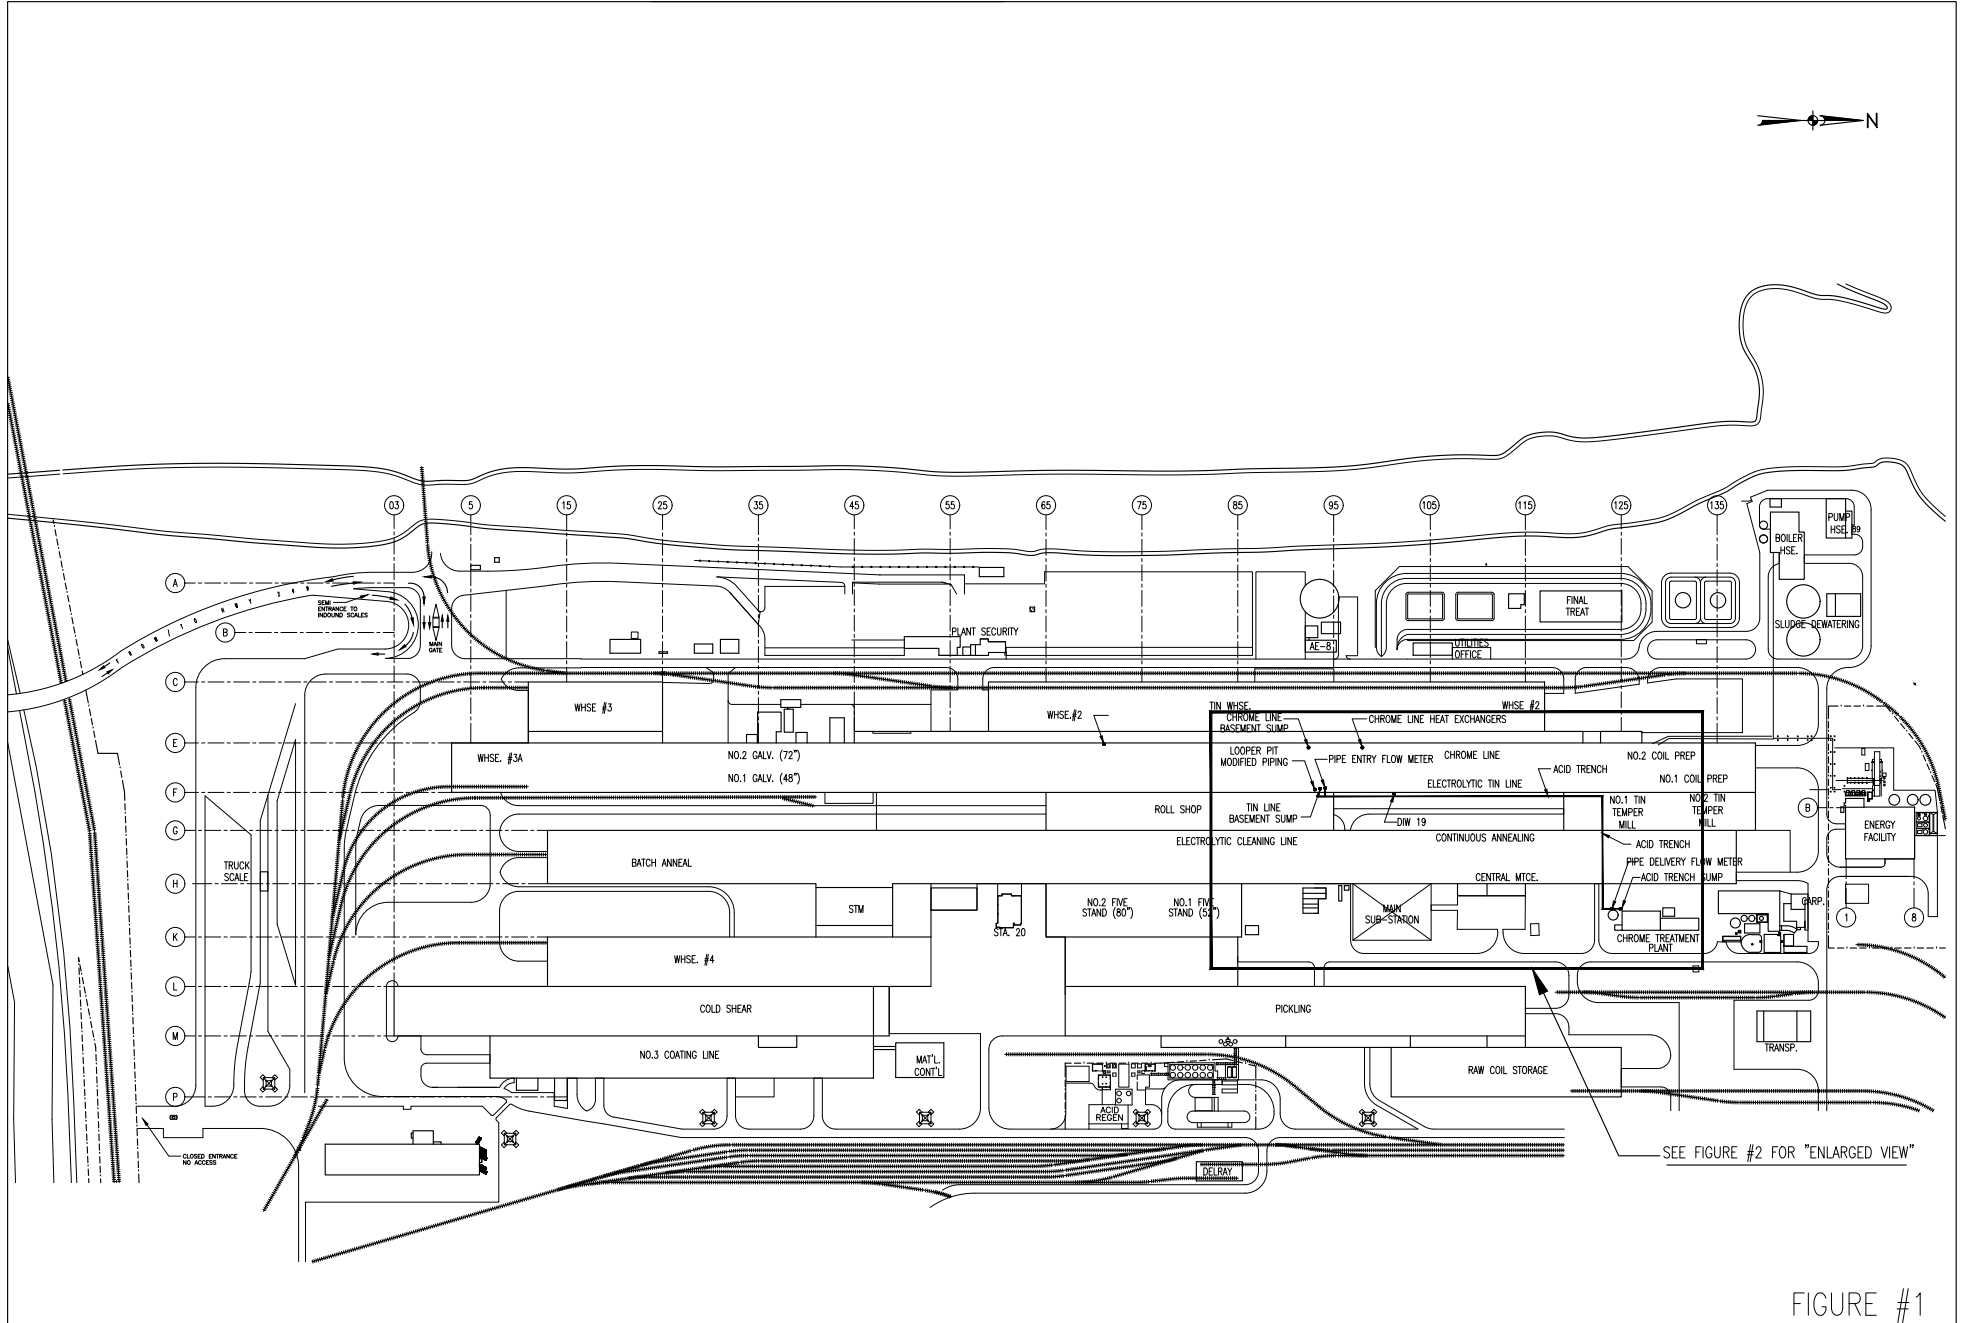 N
03
5
15
25
35
45
55
65
75
85
95
105
115
125
135
PUMP
HSE. 89
BOILER
HSE.
A
SEMI
ENTRANCE TO
INDOUND SCALES
FROM/TO HWY 249
B
MAIN
GATE
PLANT SECURITY
AE-8
FINAL
TREAT
UTILITIES
OFFICE
SLUDGE DEWATERING
C
WHSE #3
WHSE.#2
TIN WHSE.
CHROME LINE
BASEMENT SUMP
CHROME LINE HEAT EXCHANGERS
WHSE #2
E
WHSE. #3A
NO.2 GALV. (72")
NO.1 GALV. (48")
LOOPER PIT
MODIFIED PIPING
PIPE ENTRY FLOW METER
CHROME LINE
ACID TRENCH
NO.2 COIL PREP
NO.1 COIL PREP
ELECTROLYTIC TIN LINE
F
ROLL SHOP
TIN LINE
BASEMENT SUMP
DIW 19
NO.1 TIN
TEMPER
MILL
NO.2 TIN
TEMPER
MILL
B
ENERGY
FACILITY
G
ELECTROLYTIC CLEANING LINE
CONTINUOUS ANNEALING
ACID TRENCH
TRUCK
SCALE
BATCH ANNEAL
PIPE DELIVERY FLOW METER
ACID TRENCH SUMP
H
CENTRAL MTCE.
STM
STA. 20
NO.2 FIVE
STAND (80")
NO.1 FIVE
STAND (52")
MAIN
SUB-STATION
CARP.
1
8
CHROME TREATMENT
PLANT
K
WHSE. #4
L
COLD SHEAR
PICKLING
M
NO.3 COATING LINE
MAT'L.
CONT'L
RAW COIL STORAGE
TRANSP.
P
ACID
REGEN
CLOSED ENTRANCE
NO ACCESS
DELRAY
SEE FIGURE #2 FOR "ENLARGED VIEW"
FIGURE #1